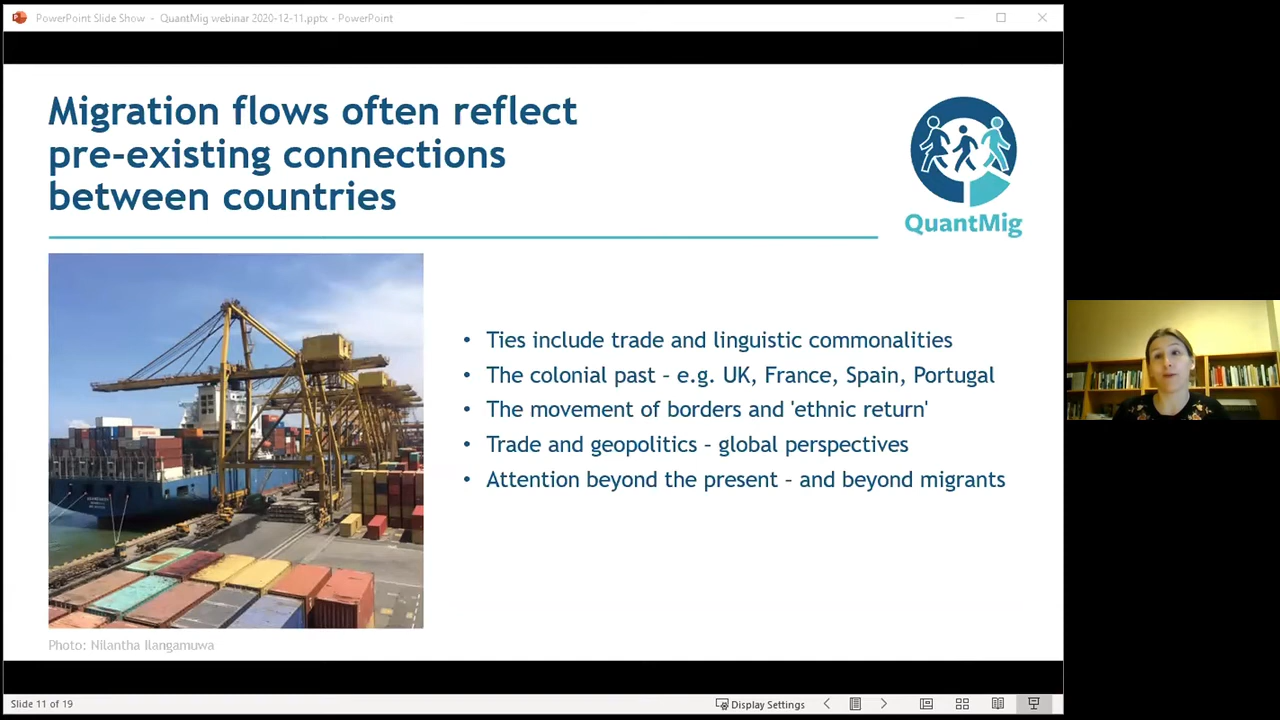 PowerPoint Slide Show - QuantMig webinar 2020-12-11.pptx - PowerPoint
Migration flows often reflect
pre-existing connections
between countries
QuantMig
• Ties include trade and linguistic commonalities
• The colonial past – e.g. UK, France, Spain, Portugal
• The movement of borders and 'ethnic return'
• Trade and geopolitics – global perspectives
• Attention beyond the present – and beyond migrants
Photo: Nilantha Ilangamuwa
Slide 11 of 19
Display Settings